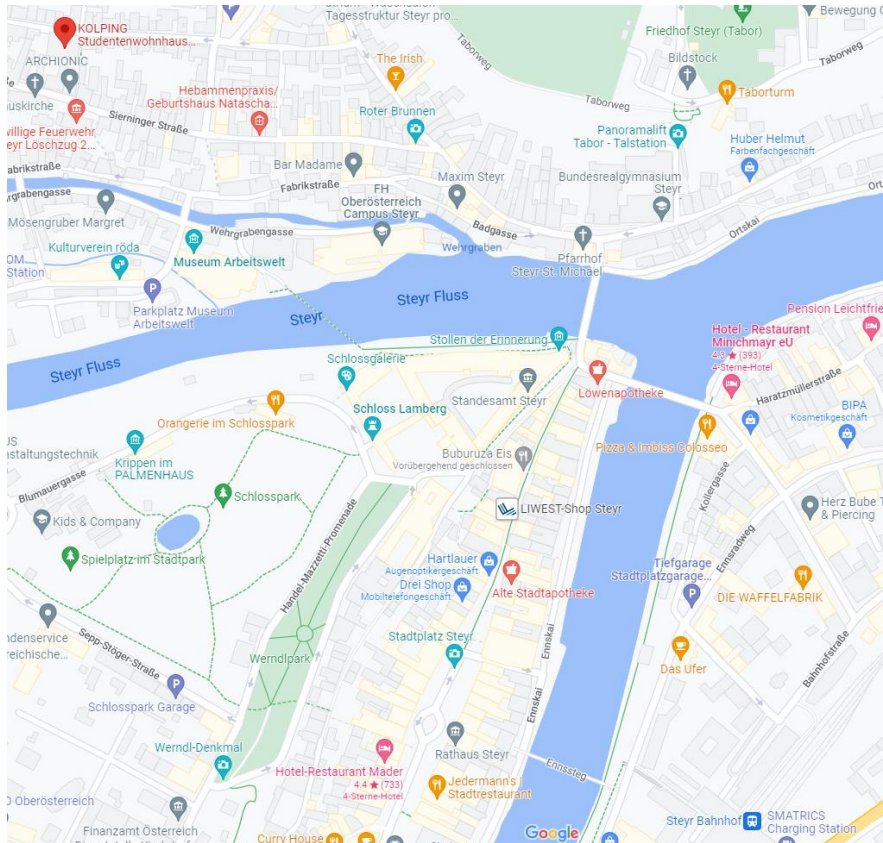 KOLPING
Studentenwohnhaus...
Tagesstruktur Steyr pro...
Friedhof Steyr (Tabor)
Bewegung
ARCHIONIC
The Irish
Taborweg
Bildstock
Taborweg
Hebammenpraxis/
Geburtshaus Natascha...
Taborweg
Taborturm
Sierninger Straße
Roter Brunnen
Panoramalift
Tabor - Talstation
Huber Helmut
Farbenfachgeschäft
Bar Madame
Maxim Steyr
Bundesrealgymnasium
Steyr
Fabrikstraße
FH
Oberösterreich
Campus Steyr
Ortskai
Mösengruber Margret
Wehrgrabengasse
Badgasse
Wehrgraben
Pfarrhof
Steyr-St. Michael
Kulturverein röda
Museum Arbeitswelt
Parkplatz Museum
Arbeitswelt
Steyr Fluss
Steyr
Steyr Fluss
Stollen der Erinnerung
Hotel - Restaurant
Minichmayr eU
4,3 ★ (393)
4-Sterne-Hotel
Pension Leichtfrie
Schlossgalerie
Standesamt Steyr
Löwenapotheke
Haratzmüllerstraße
BIPA
Kosmetikgeschäft
Orangerie im Schlosspark
Schloss Lamberg
Buburuza Eis
Vorübergehend geschlossen
Pizza & Imbiss Colosseo
Krippen im
PALMENHAUS
Blumauergasse
Schlosspark
Kollergasse
LIWEST-Shop Steyr
Herz Bube
& Piercing
Kids & Company
Handel-Mazzetti-Promenade
Ennsradweg
Spielplatz im Stadtpark
Hartlauer
Augenoptikergeschäft
Drei Shop
Mobiltelefongeschäft
Alte Stadtapotheke
Tiefgarage
Stadtplatzgarage...
DIE WAFFELFABRIK
Sepp-Stöger-Straße
Stadtplatz Steyr
Ennskai
Werndlpark
Das Ufer
Bahnhofstraße
Schlosspark Garage
Ennskai
Werndl-Denkmal
Rathaus Steyr
Ennssteg
Hotel-Restaurant Mader
4,4 ★ (733)
4-Sterne-Hotel
Jedermann's |
Stadtrestaurant
Oberösterreich
Finanzamt Österreich
Curry House
Google
Steyr Bahnhof
SMATRICS
Charging Station